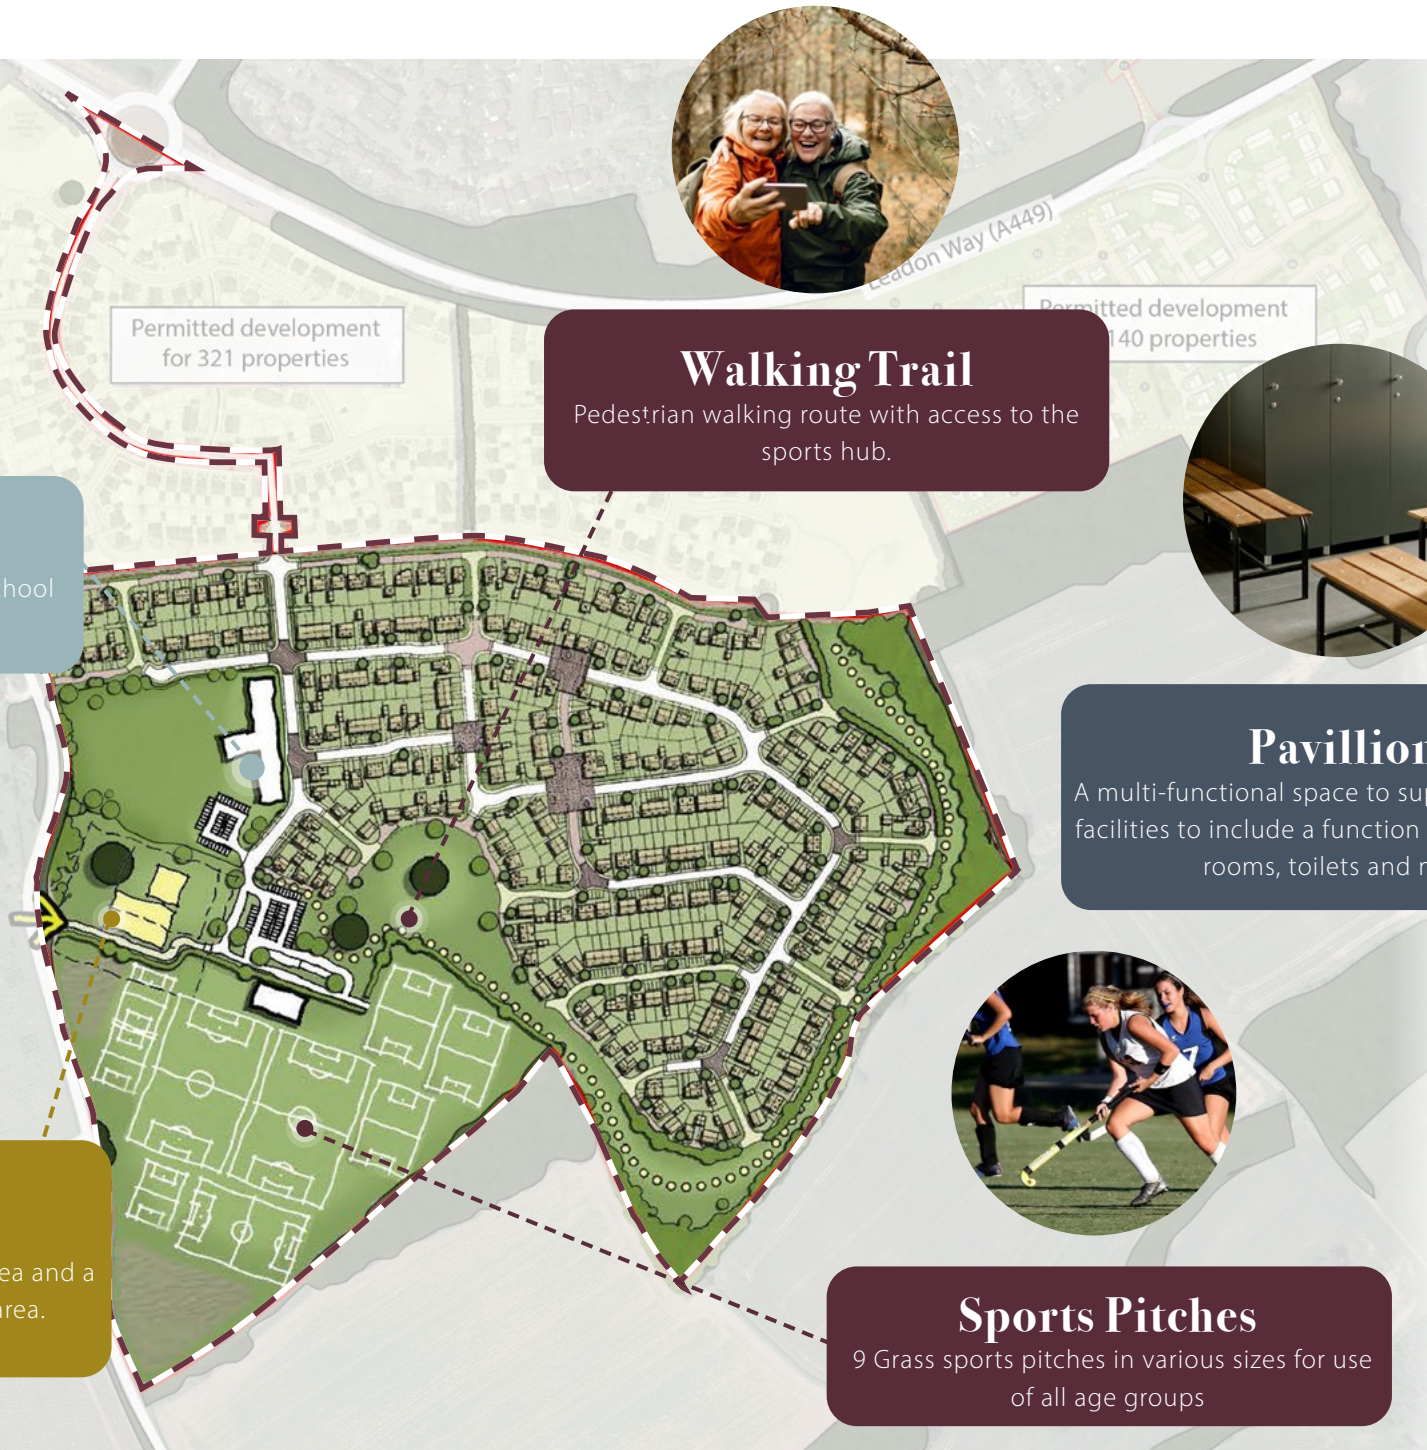 Leadon Way (A449)
Permitted development
for 321 properties
Permitted development
140 properties
Walking Trail
Pedestrian walking route with access to the
sports hub.
hool
Pavillion
A multi-functional space to su
facilities to include a function
rooms, toilets and
ea and a
area.
Sports Pitches
9 Grass sports pitches in various sizes for use
of all age groups
7